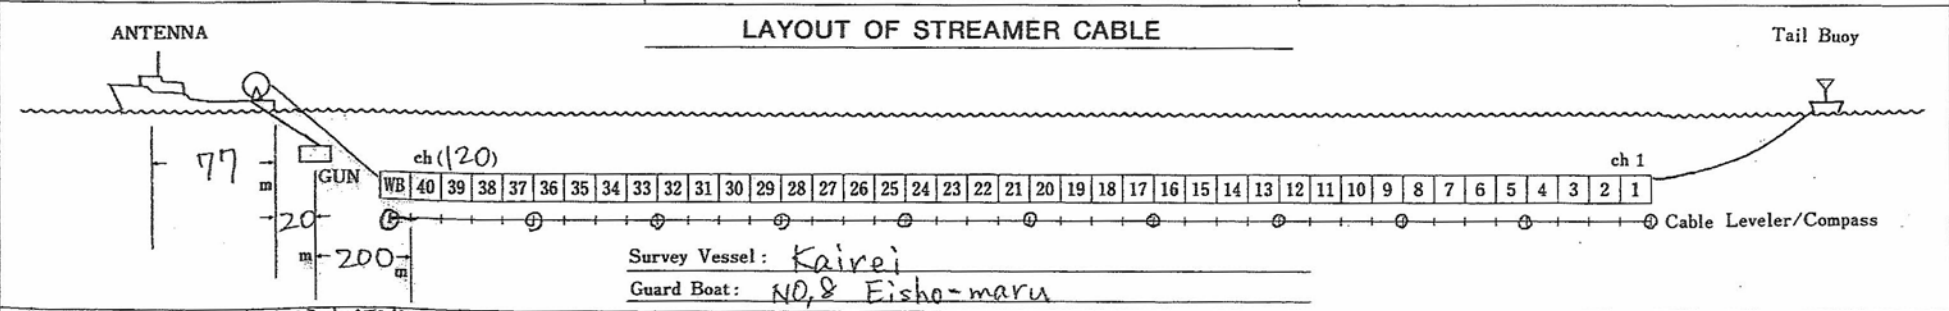 LAYOUT OF STREAMER CABLE
ANTENNA
Tail Buoy
77
m
GUN
ch (120)
ch 1
WB 40 39 38 37 36 35 34 33 32 31 30 29 28 27 26 25 24 23 22 21 20 19 18 17 16 15 14 13 12 11 10 9 8 7 6 5 4 3 2 1
20
m
200
m
Cable Leveler/Compass
Survey Vessel: Kairei
Guard Boat: NO,8 Eisho-maru